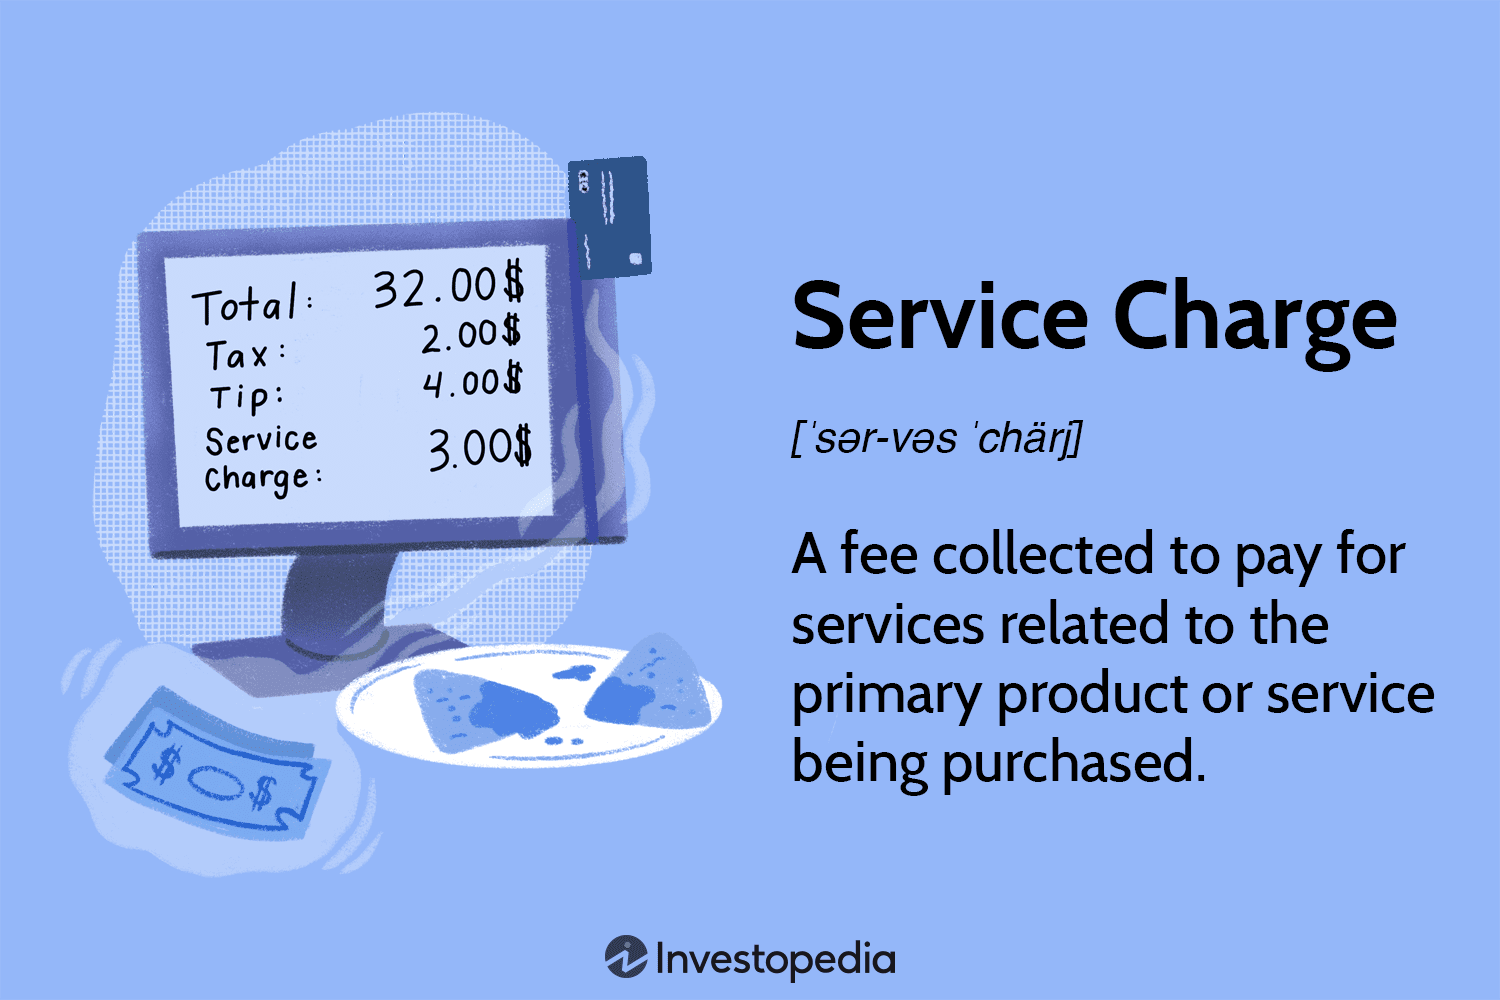 Total: 32.00$
Tax: 2.00$
Tip: 4.00$
Service
Charge: 3.00$
$ $
Service Charge
[ˈsər-vəs ˈchärj]
A fee collected to pay for
services related to the
primary product or service
being purchased.
Investopedia